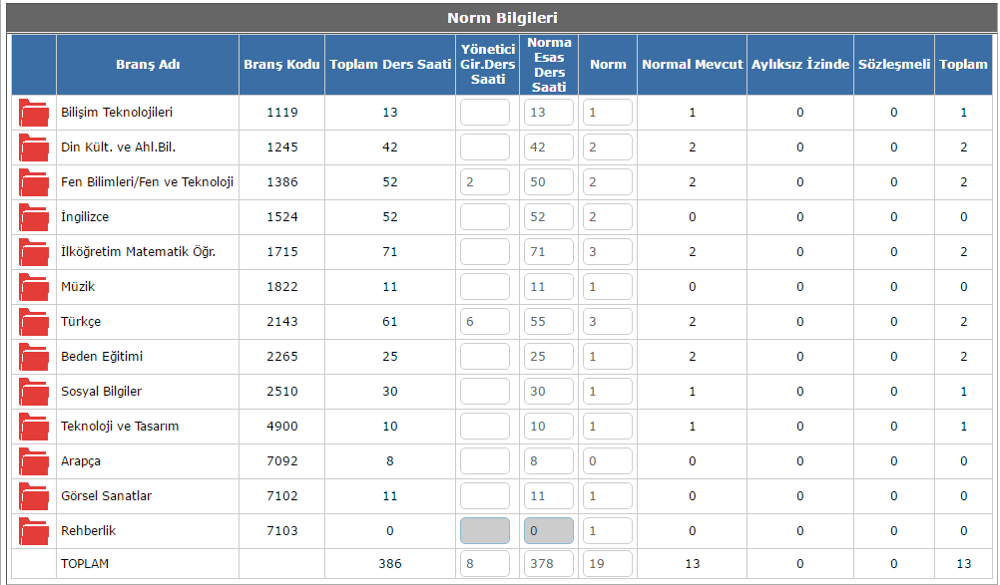 Norm Bilgileri
Branş Adı Branş Kodu Toplam Ders Saati Yönetici Gir.Ders Saati Norma Esas Ders Saati Norm Normal Mevcut Aylıksız İzinde Sözleşmeli Toplam
Bilişim Teknolojileri 1119 13 13 1 1 0 0 1
Din Kült. ve Ahl.Bil. 1245 42 42 2 2 0 0 2
Fen Bilimleri/Fen ve Teknoloji 1386 52 2 50 2 2 0 0 2
İngilizce 1524 52 52 2 0 0 0 0
İlköğretim Matematik Öğr. 1715 71 71 3 2 0 0 2
Müzik 1822 11 11 1 0 0 0 0
Türkçe 2143 61 6 55 3 2 0 0 2
Beden Eğitimi 2265 25 25 1 2 0 0 2
Sosyal Bilgiler 2510 30 30 1 1 0 0 1
Teknoloji ve Tasarım 4900 10 10 1 1 0 0 1
Arapça 7092 8 8 0 0 0 0 0
Görsel Sanatlar 7102 11 11 1 0 0 0 0
Rehberlik 7103 0 0 1 0 0 0 0
TOPLAM 386 8 378 19 13 0 0 13